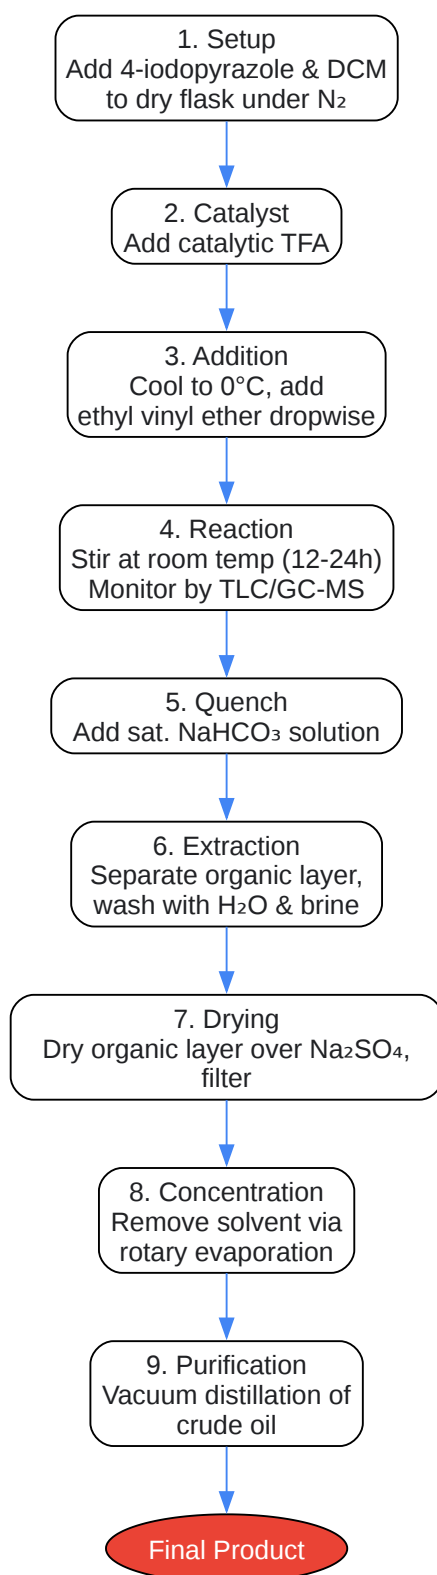 1. Setup
Add 4-iodopyrazole & DCM
to dry flask under N₂
2. Catalyst
Add catalytic TFA
3. Addition
Cool to 0°C, add
ethyl vinyl ether dropwise
4. Reaction
Stir at room temp (12-24h)
Monitor by TLC/GC-MS
5. Quench
Add sat. NaHCO₃ solution
6. Extraction
Separate organic layer,
wash with H₂O & brine
7. Drying
Dry organic layer over Na₂SO₄,
filter
8. Concentration
Remove solvent via
rotary evaporation
9. Purification
Vacuum distillation of
crude oil
Final Product